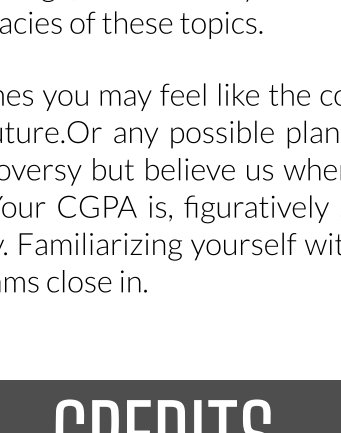 acies of these topics.
nes you may feel like the co
uture.Or any possible plan
oversy but believe us whe
Your CGPA is, figuratively
y. Familiarizing yourself wit
ams close in.
CREDITS